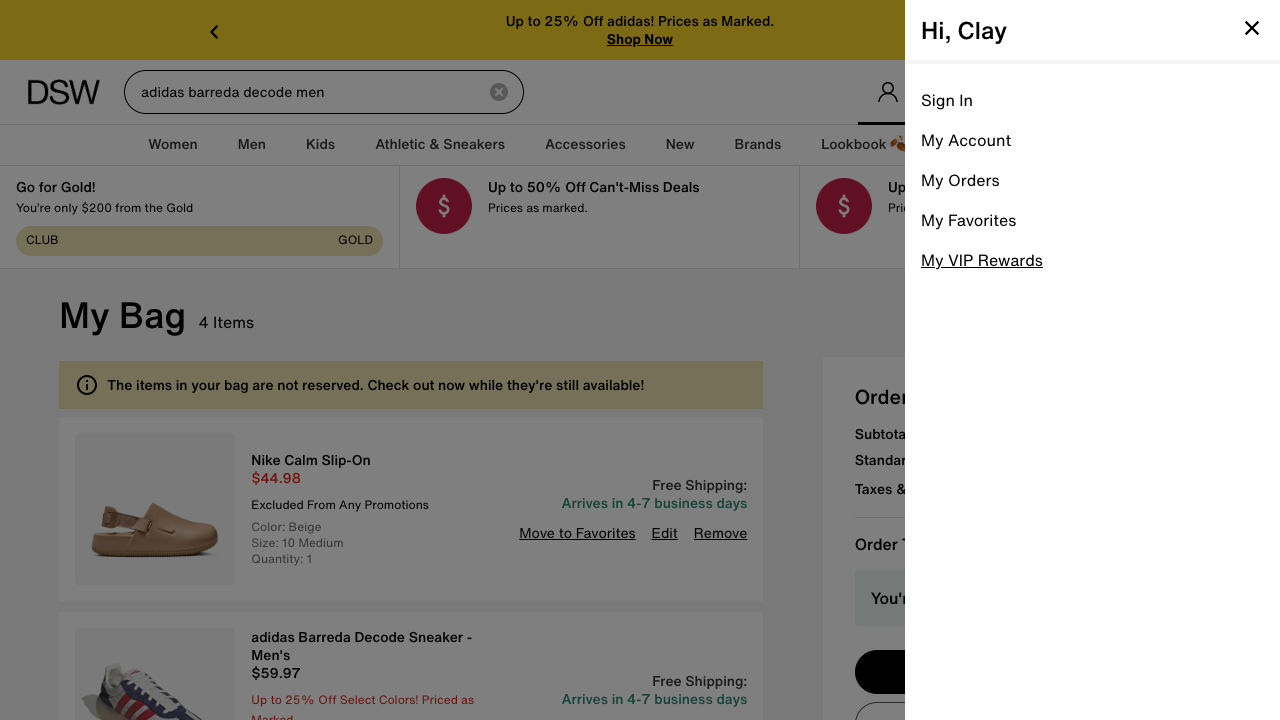 Up to 25% Off adidas! Prices as Marked.
Shop Now
Hi, Clay
DSW
adidas barreda decode men
Sign In
My Account
My Orders
My Favorites
My VIP Rewards
Women
Men
Kids
Athletic & Sneakers
Accessories
New
Brands
Lookbook
Go for Gold!
You're only $200 from the Gold
CLUB
GOLD
$
Up to 50% Off Can't-Miss Deals
Prices as marked.
$
My Bag
4 Items
The items in your bag are not reserved. Check out now while they're still available!
Nike Calm Slip-On
$44.98
Excluded From Any Promotions
Color: Beige
Size: 10 Medium
Quantity: 1
Free Shipping:
Arrives in 4-7 business days
Move to Favorites
Edit
Remove
adidas Barreda Decode Sneaker -
Men's
$59.97
Up to 25% Off Select Colors! Priced as
Marked
Free Shipping:
Arrives in 4-7 business days
Order
Subtota
Standar
Taxes &
Order T
You'r